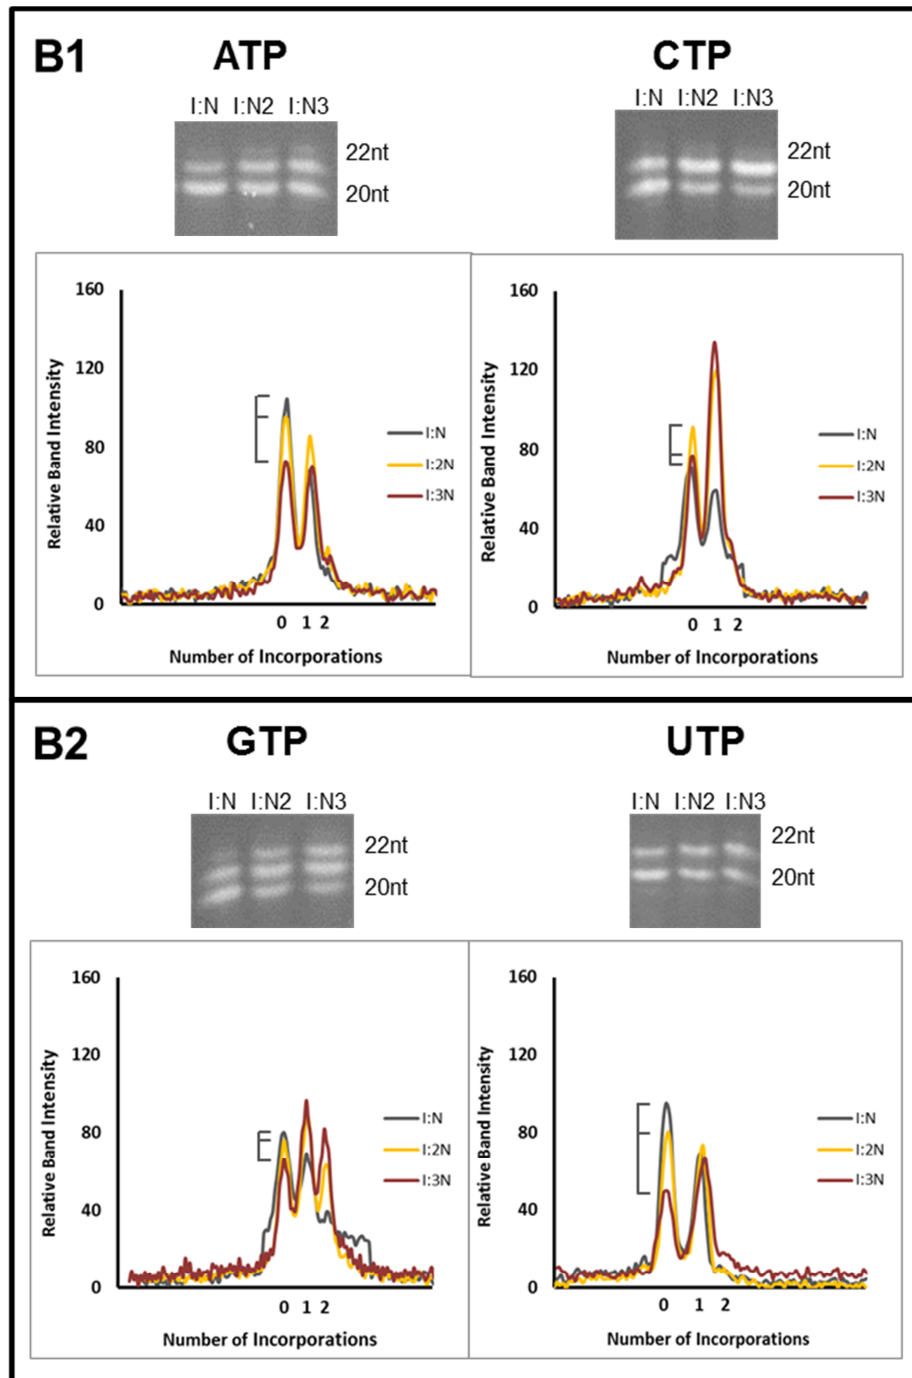 B1 ATP CTP
I:N I:N2 I:N3
22nt
20nt
I:N I:N2 I:N3
22nt
20nt
Relative Band Intensity
160
120
80
40
0
I:N
I:2N
I:3N
0 1 2
Number of Incorporations
Relative Band Intensity
160
120
80
40
0
I:N
I:2N
I:3N
0 1 2
Number of Incorporations
B2 GTP UTP
I:N I:N2 I:N3
22nt
20nt
I:N I:N2 I:N3
22nt
20nt
Relative Band Intensity
160
120
80
40
0
I:N
I:2N
I:3N
0 1 2
Number of Incorporations
Relative Band Intensity
160
120
80
40
0
I:N
I:2N
I:3N
0 1 2
Number of Incorporations